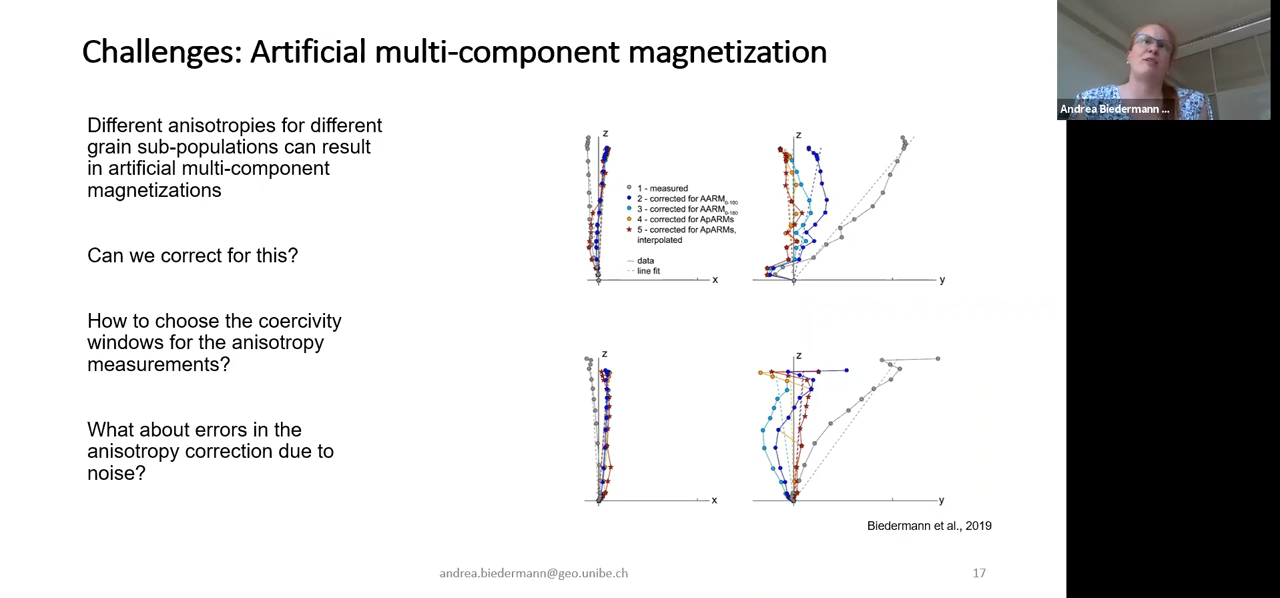 Challenges: Artificial multi-component magnetization
Andrea Biedermann ...
Different anisotropies for different
grain sub-populations can result
in artificial multi-component
magnetizations
Can we correct for this?
How to choose the coercivity
windows for the anisotropy
measurements?
What about errors in the
anisotropy correction due to
noise?
z
z
1 - measured
2 - corrected for AARM0-100
3 - corrected for AARM0-180
4 - corrected for ApARMs
5 - corrected for ApARMs,
interpolated
data
line fit
x
y
z
z
x
y
Biedermann et al., 2019
andrea.biedermann@geo.unibe.ch
17